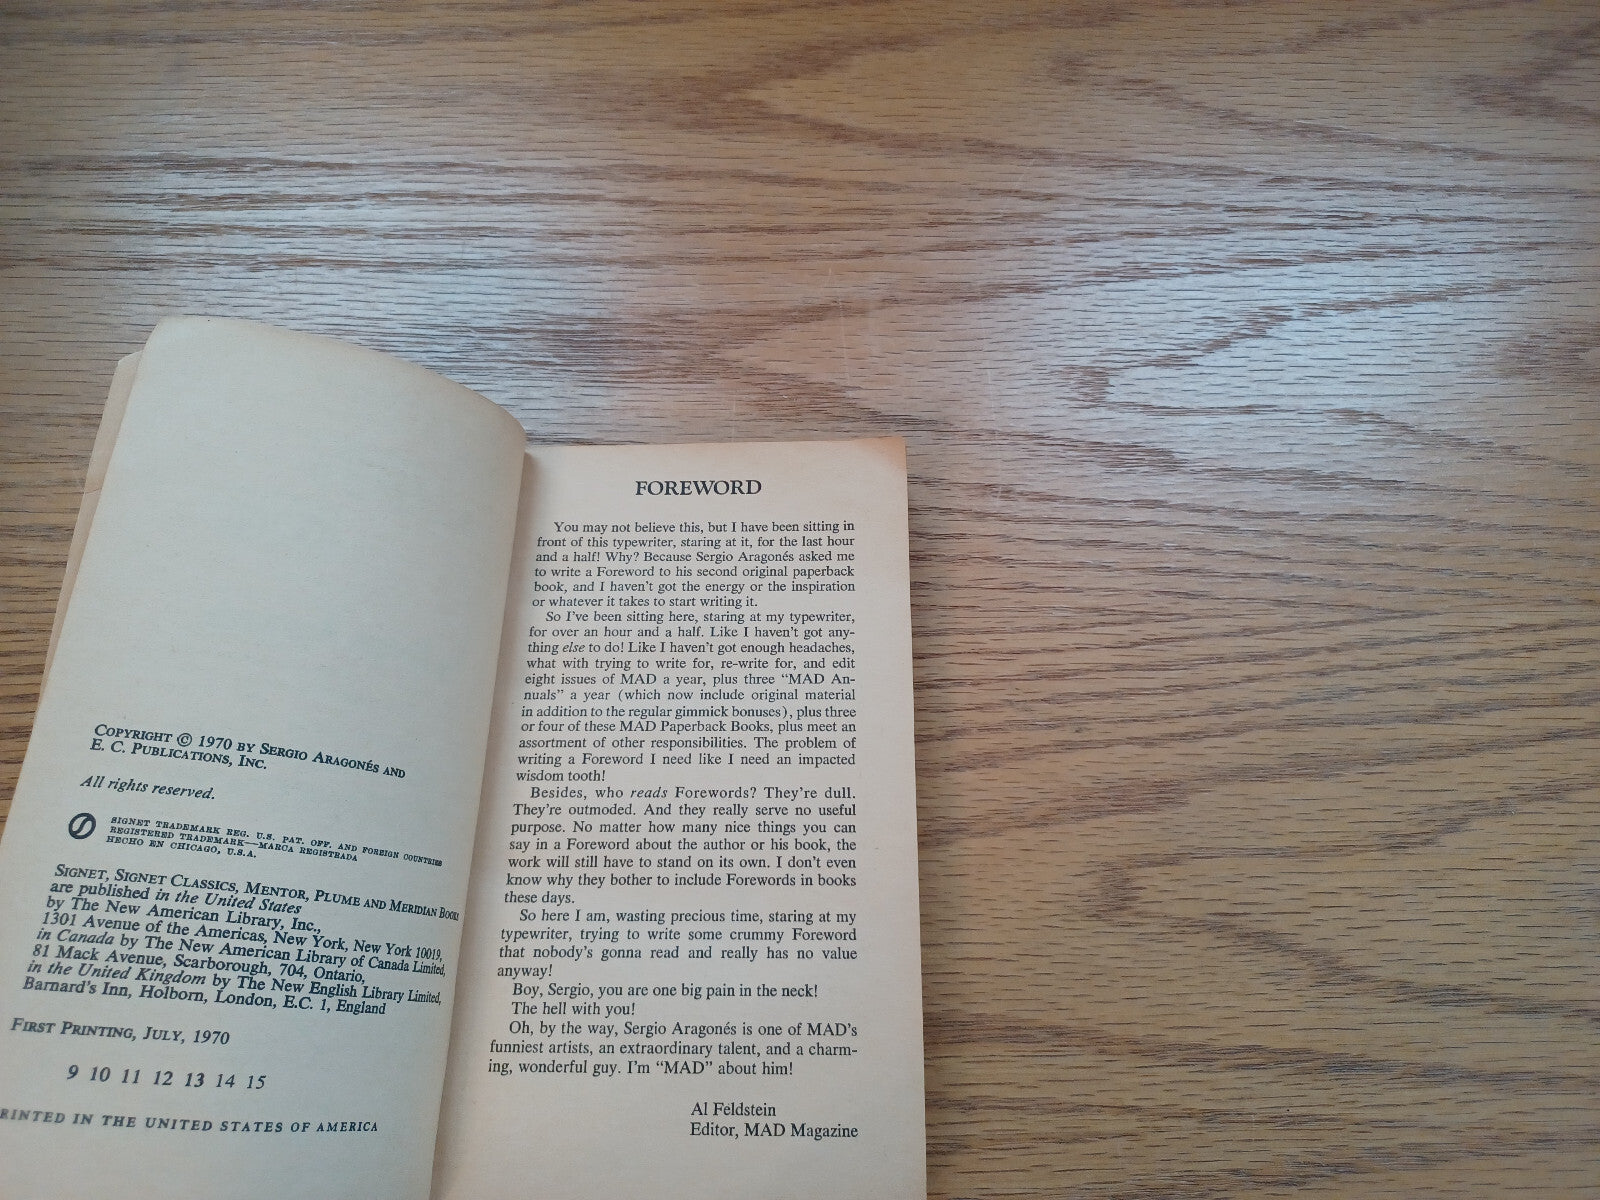 COPYRIGHT © 1970 BY SERGIO ARAGONÉS AND
E. C. PUBLICATIONS, INC.
All rights reserved.
SIGNET TRADEMARK REG. U.S. PAT. OFF. AND FOREIGN COUNTRIES
REGISTERED TRADEMARK—MARCA REGISTRADA
HECHO EN CHICAGO, U.S.A.
SIGNET, SIGNET CLASSICS, MENTOR, PLUME AND MERIDIAN BOOKS
are published in the United States
by The New American Library, Inc.,
1301 Avenue of the Americas, New York, New York 10019,
in Canada by The New American Library of Canada Limited,
81 Mack Avenue, Scarborough, 704, Ontario,
in the United Kingdom by The New English Library Limited,
Barnard's Inn, Holborn, London, E.C. 1, England
FIRST PRINTING, JULY, 1970
9 10 11 12 13 14 15
RINTED IN THE UNITED STATES OF AMERICA
FOREWORD
You may not believe this, but I have been sitting in
front of this typewriter, staring at it, for the last hour
and a half! Why? Because Sergio Aragonés asked me
to write a Foreword to his second original paperback
book, and I haven't got the energy or the inspiration
or whatever it takes to start writing it.
So I've been sitting here, staring at my typewriter,
for over an hour and a half. Like I haven't got any-
thing else to do! Like I haven't got enough headaches,
what with trying to write for, re-write for, and edit
eight issues of MAD a year, plus three "MAD An-
nuals" a year (which now include original material
in addition to the regular gimmick bonuses), plus three
or four of these MAD Paperback Books, plus meet an
assortment of other responsibilities. The problem of
writing a Foreword I need like I need an impacted
wisdom tooth!
Besides, who reads Forewords? They're dull.
They're outmoded. And they really serve no useful
purpose. No matter how many nice things you can
say in a Foreword about the author or his book, the
work will still have to stand on its own. I don't even
know why they bother to include Forewords in books
these days.
So here I am, wasting precious time, staring at my
typewriter, trying to write some crummy Foreword
that nobody's gonna read and really has no value
anyway!
Boy, Sergio, you are one big pain in the neck!
The hell with you!
Oh, by the way, Sergio Aragonés is one of MAD's
funniest artists, an extraordinary talent, and a charm-
ing, wonderful guy. I'm "MAD" about him!
Al Feldstein
Editor, MAD Magazine